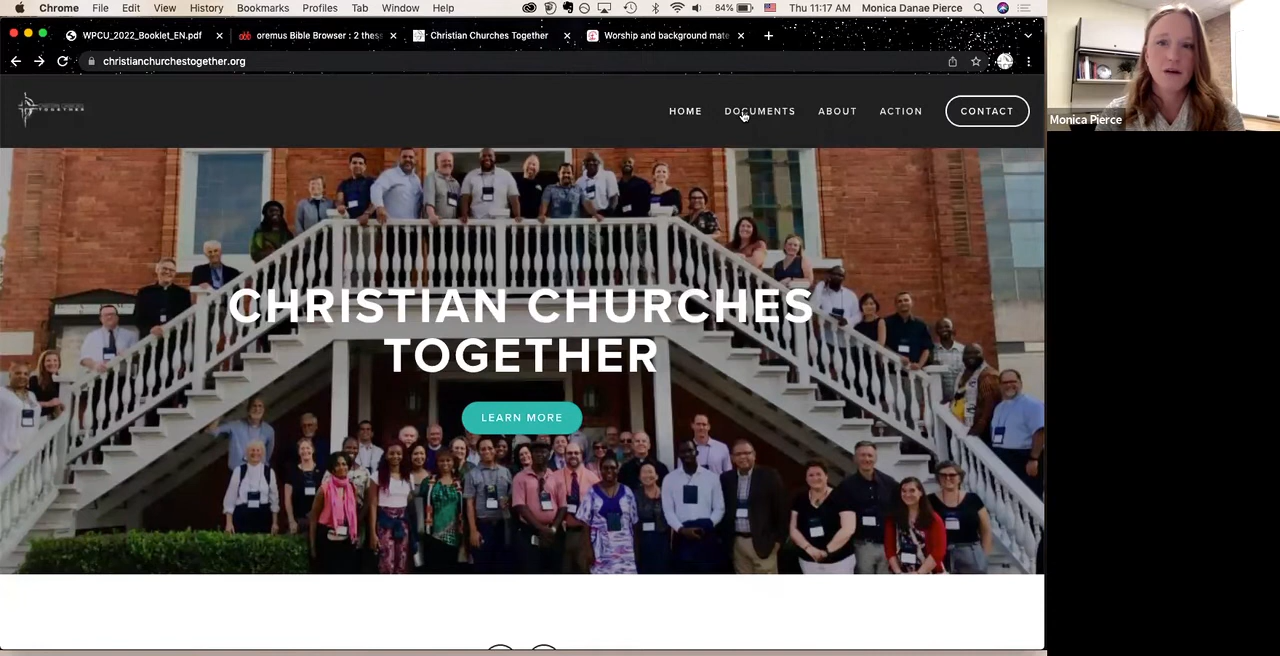 Chrome File Edit View History Bookmarks Profiles Tab Window Help 84% Thu 11:17 AM Monica Danae Pierce
WPCU_2022_Booklet_EN.pdf × oremus Bible Browser : 2 thess × Christian Churches Together × Worship and background mate ×
christianchurchestogether.org
HOME DOCUMENTS ABOUT ACTION CONTACT
Monica Pierce
CHRISTIAN CHURCHES
TOGETHER
LEARN MORE